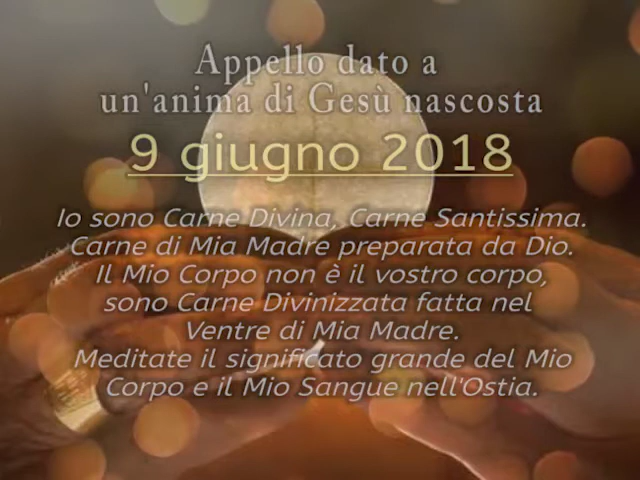 Appello dato a
un'anima di Gesù nascosta
9 giugno 2018
Io sono Carne Divina, Carne Santissima.
Carne di Mia Madre preparata da Dio.
Il Mio Corpo non è il vostro corpo,
sono Carne Divinizzata fatta nel
Ventre di Mia Madre.
Meditate il significato grande del Mio
Corpo e il Mio Sangue nell'Ostia.